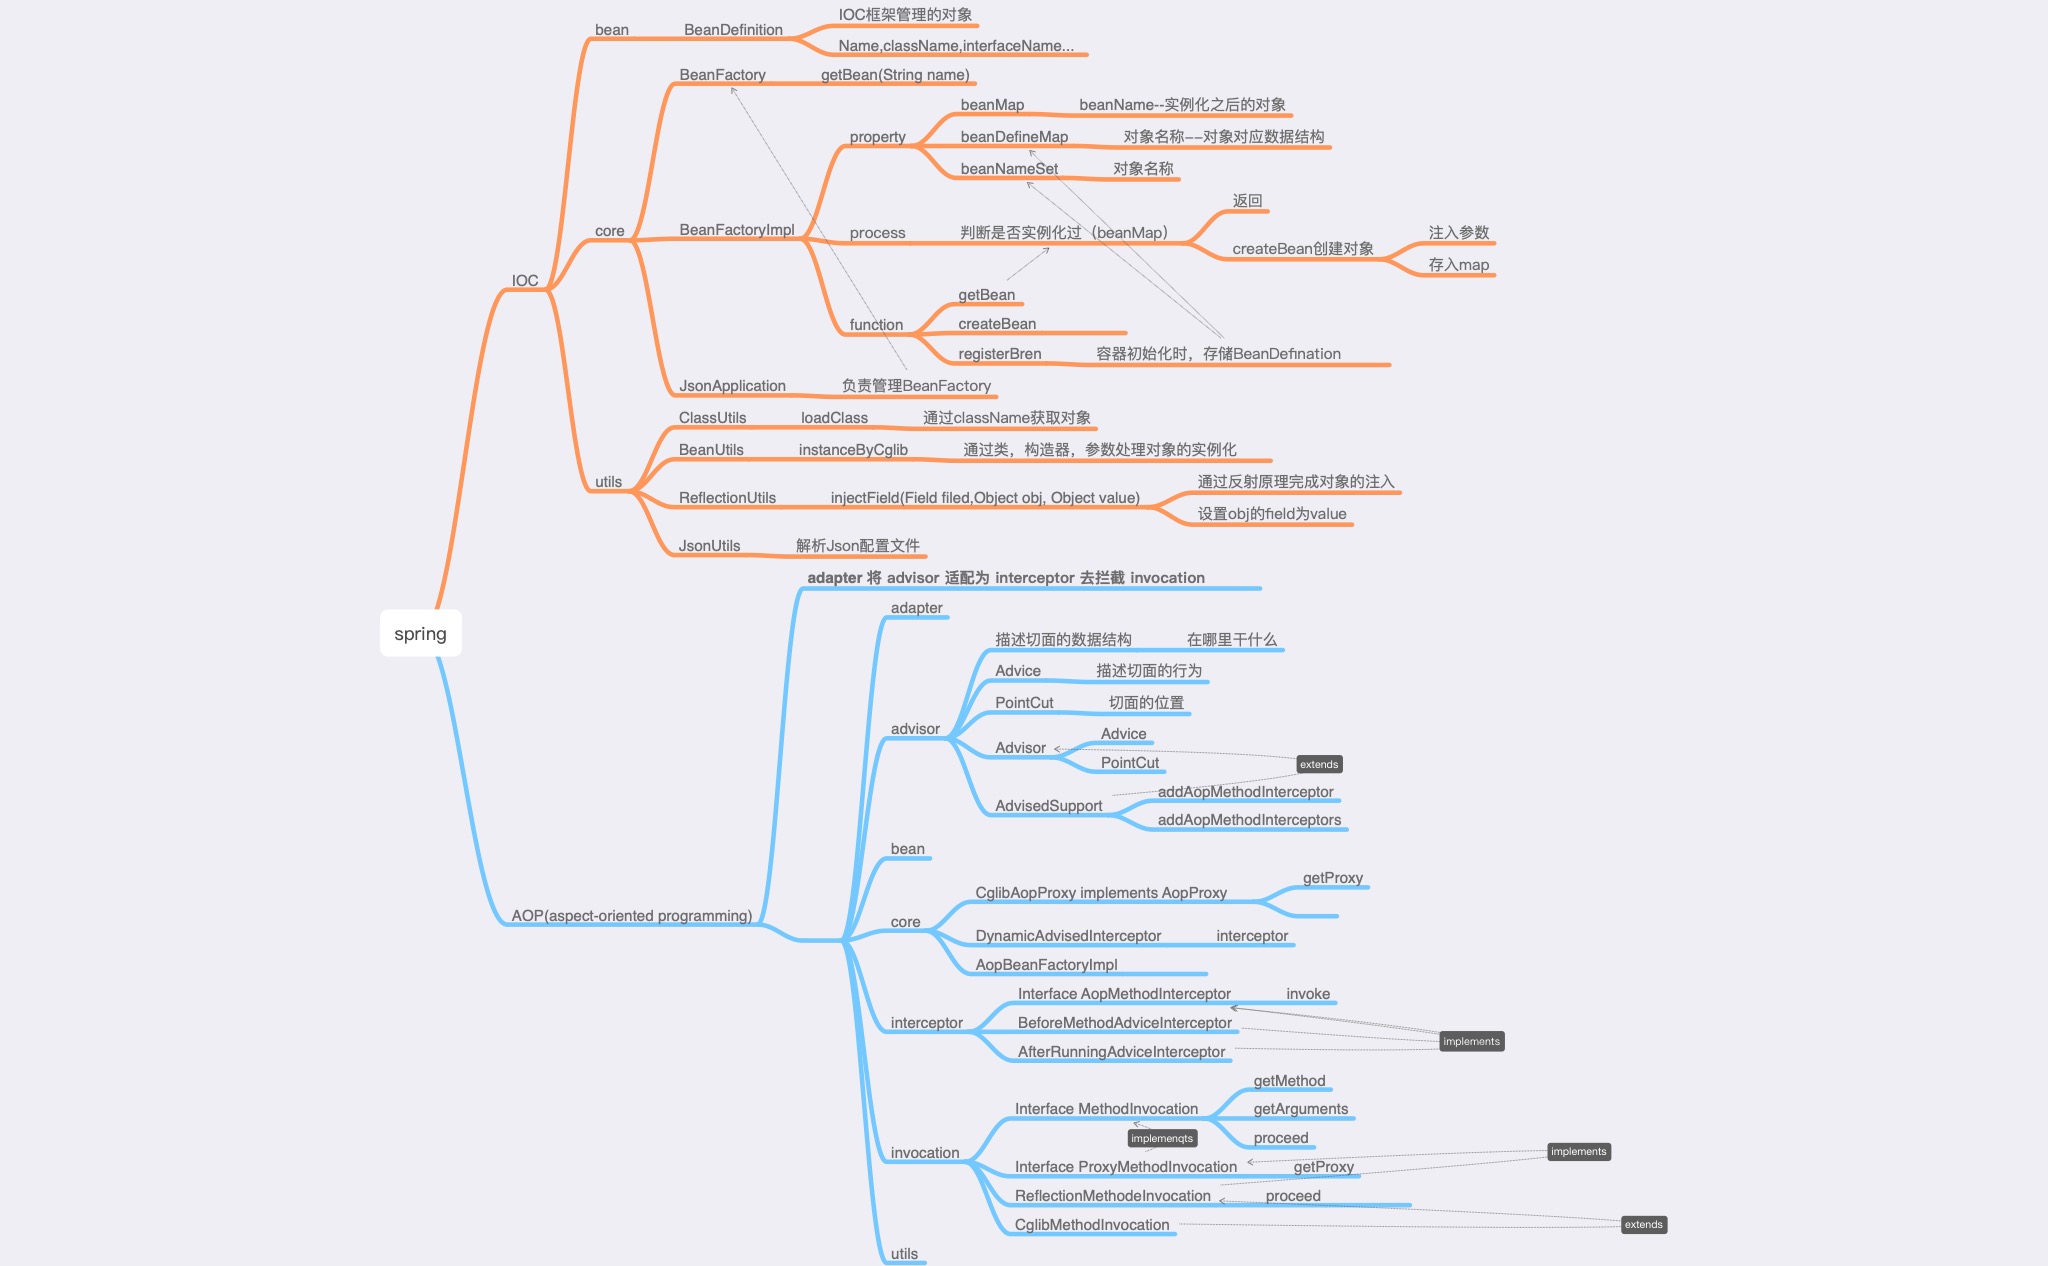 spring
IOC
bean
BeanDefinition
IOC框架管理的对象
Name,className,interfaceName...
core
BeanFactory
getBean(String name)
BeanFactoryImpl
property
beanMap
beanName--实例化之后的对象
beanDefineMap
对象名称--对象对应数据结构
beanNameSet
对象名称
process
判断是否实例化过（beanMap）
返回
createBean创建对象
注入参数
存入map
function
getBean
createBean
registerBren
容器初始化时，存储BeanDefination
JsonApplication
负责管理BeanFactory
utils
ClassUtils
loadClass
通过className获取对象
BeanUtils
instanceByCglib
通过类，构造器，参数处理对象的实例化
ReflectionUtils
injectField(Field filed,Object obj, Object value)
通过反射原理完成对象的注入
设置obj的field为value
JsonUtils
解析Json配置文件
AOP(aspect-oriented programming)
adapter 将 advisor 适配为 interceptor 去拦截 invocation
adapter
advisor
描述切面的数据结构
在哪里干什么
Advice
描述切面的行为
PointCut
切面的位置
Advisor
Advice
PointCut
extends
AdvisedSupport
addAopMethodInterceptor
addAopMethodInterceptors
bean
core
CglibAopProxy implements AopProxy
getProxy
DynamicAdvisedInterceptor
interceptor
AopBeanFactoryImpl
interceptor
Interface AopMethodInterceptor
invoke
BeforeMethodAdviceInterceptor
AfterRunningAdviceInterceptor
implements
invocation
Interface MethodInvocation
getMethod
getArguments
proceed
implemenqts
Interface ProxyMethodInvocation
getProxy
implements
ReflectionMethodeInvocation
proceed
CglibMethodInvocation
extends
utils